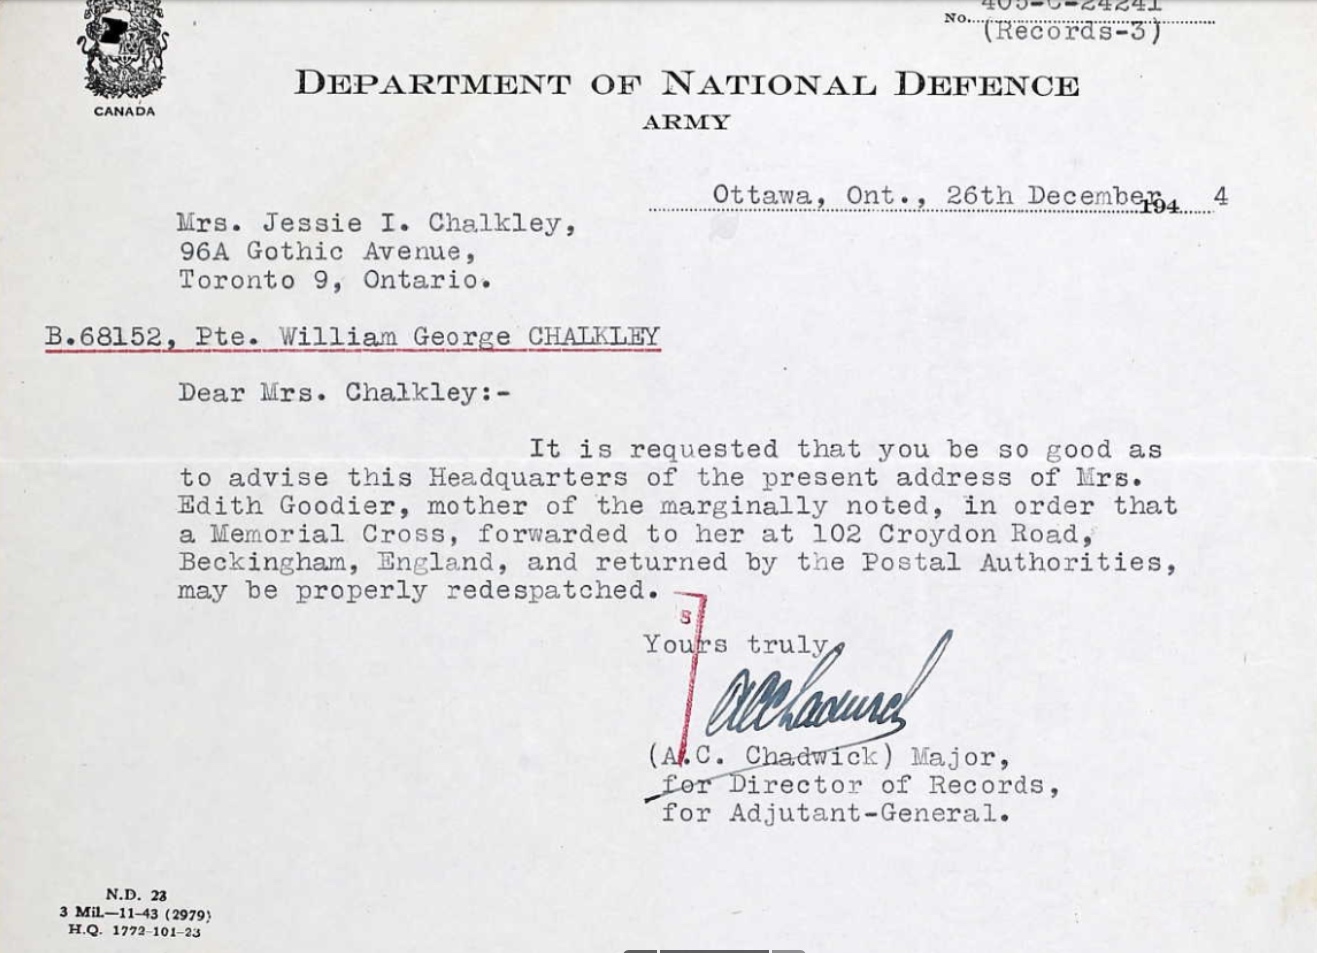 No. 405-C-24241
(Records-3)
CANADA
DEPARTMENT OF NATIONAL DEFENCE
ARMY
Ottawa, Ont., 26th December, 194 4
Mrs. Jessie I. Chalkley,
96A Gothic Avenue,
Toronto 9, Ontario.
B.68152, Pte. William George CHALKLEY
Dear Mrs. Chalkley:-
It is requested that you be so good as
to advise this Headquarters of the present address of Mrs.
Edith Goodier, mother of the marginally noted, in order that
a Memorial Cross, forwarded to her at 102 Croydon Road,
Beckingham, England, and returned by the Postal Authorities,
may be properly redespatched.
S
Yours truly,
(A.C. Chadwick) Major,
for Director of Records,
for Adjutant-General.
N.D. 23
3 Mil.—11-43 (2979)
H.Q. 1772-101-23